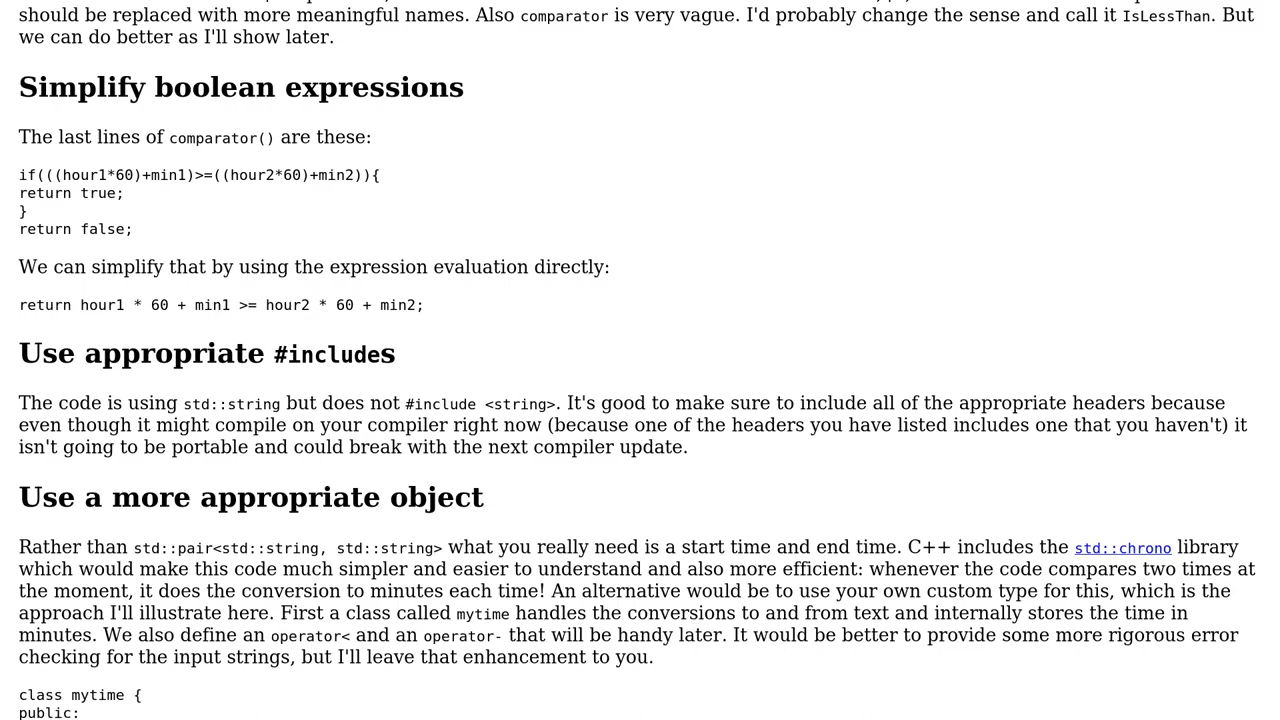 should be replaced with more meaningful names. Also comparator is very vague. I'd probably change the sense and call it IsLessThan. But
we can do better as I'll show later.
Simplify boolean expressions
The last lines of comparator() are these:
if(((hour1*60)+min1)>=((hour2*60)+min2)){
return true;
}
return false;
We can simplify that by using the expression evaluation directly:
return hour1 * 60 + min1 >= hour2 * 60 + min2;
Use appropriate #includes
The code is using std::string but does not #include <string>. It's good to make sure to include all of the appropriate headers because
even though it might compile on your compiler right now (because one of the headers you have listed includes one that you haven't) it
isn't going to be portable and could break with the next compiler update.
Use a more appropriate object
Rather than std::pair<std::string, std::string> what you really need is a start time and end time. C++ includes the std::chrono library
which would make this code much simpler and easier to understand and also more efficient: whenever the code compares two times at
the moment, it does the conversion to minutes each time! An alternative would be to use your own custom type for this, which is the
approach I'll illustrate here. First a class called mytime handles the conversions to and from text and internally stores the time in
minutes. We also define an operator< and an operator- that will be handy later. It would be better to provide some more rigorous error
checking for the input strings, but I'll leave that enhancement to you.
class mytime {
public: